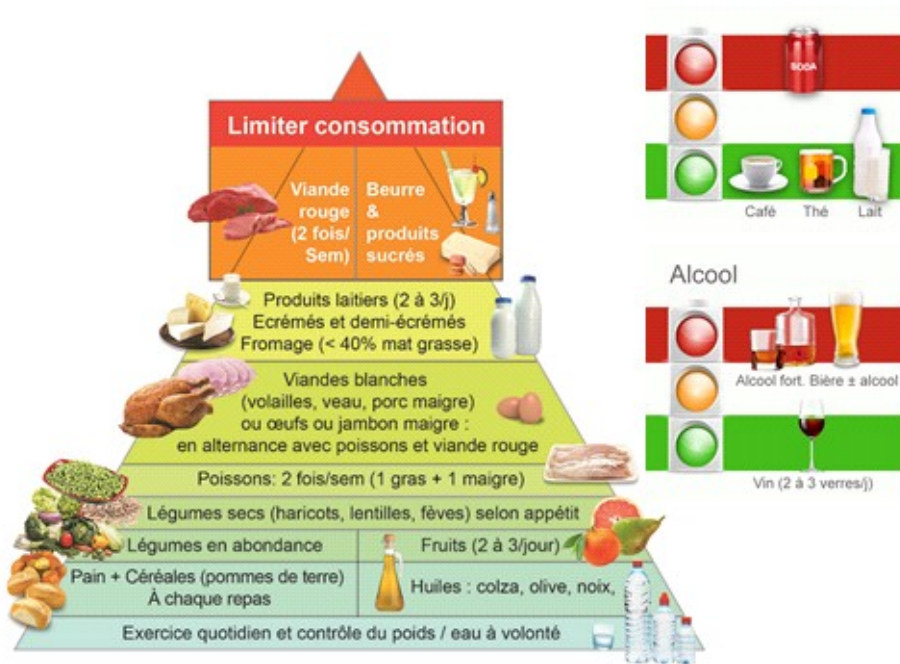 Limiter consommation
Viande
rouge
(2 fois/
Sem)
Beurre
&
produits
sucrés
Produits laitiers (2 à 3/j)
Ecrémés et demi-écrémés
Fromage (< 40% mat grasse)
Viandes blanches
(volailles, veau, porc maigre)
ou œufs ou jambon maigre :
en alternance avec poissons et viande rouge
Poissons: 2 fois/sem (1 gras + 1 maigre)
Légumes secs (haricots, lentilles, fèves) selon appétit
Légumes en abondance
Fruits (2 à 3/jour)
Pain + Céréales (pommes de terre)
À chaque repas
Huiles : colza, olive, noix,
Exercice quotidien et contrôle du poids / eau à volonté
SODA
Café Thé Lait
Alcool
Alcool fort. Bière ± alcool
Vin (2 à 3 verres/j)